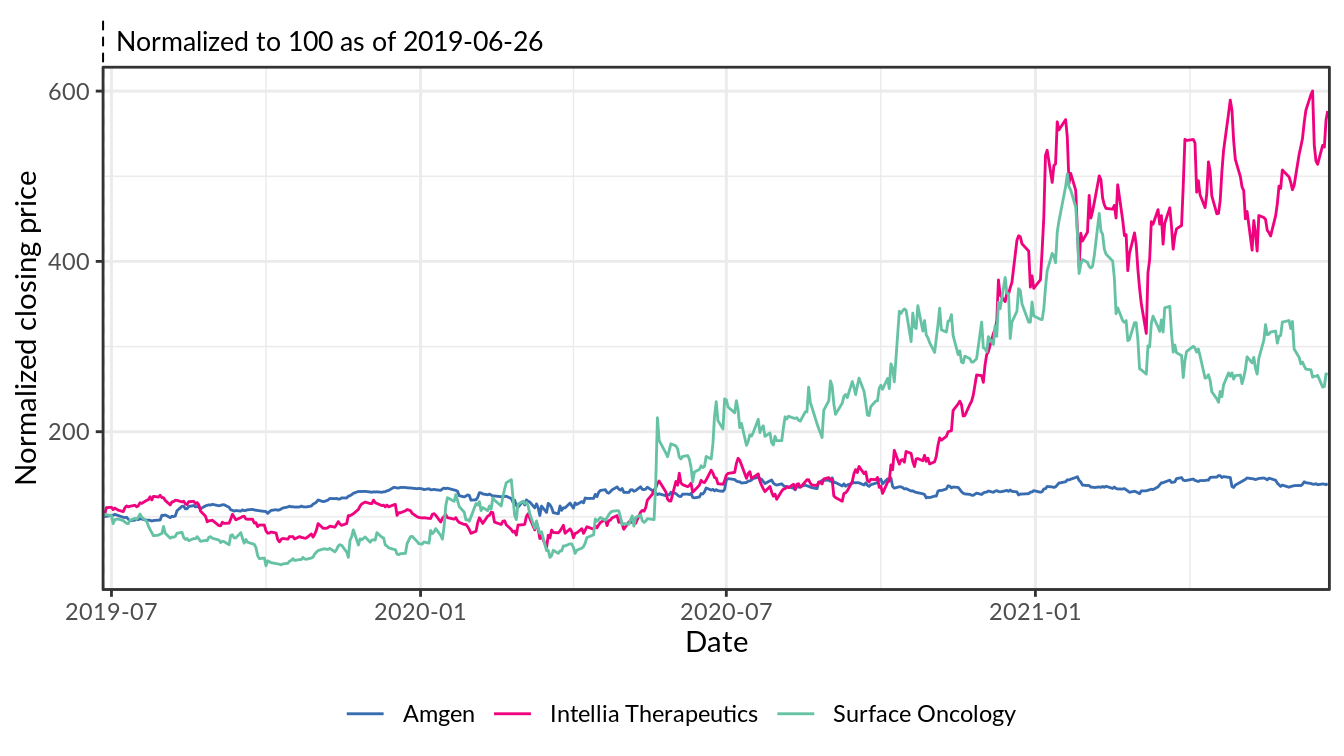 Normalized to 100 as of 2019-06-26
Normalized closing price
600
400
200
2019-07 2020-01 2020-07 2021-01
Date
Amgen Intellia Therapeutics Surface Oncology